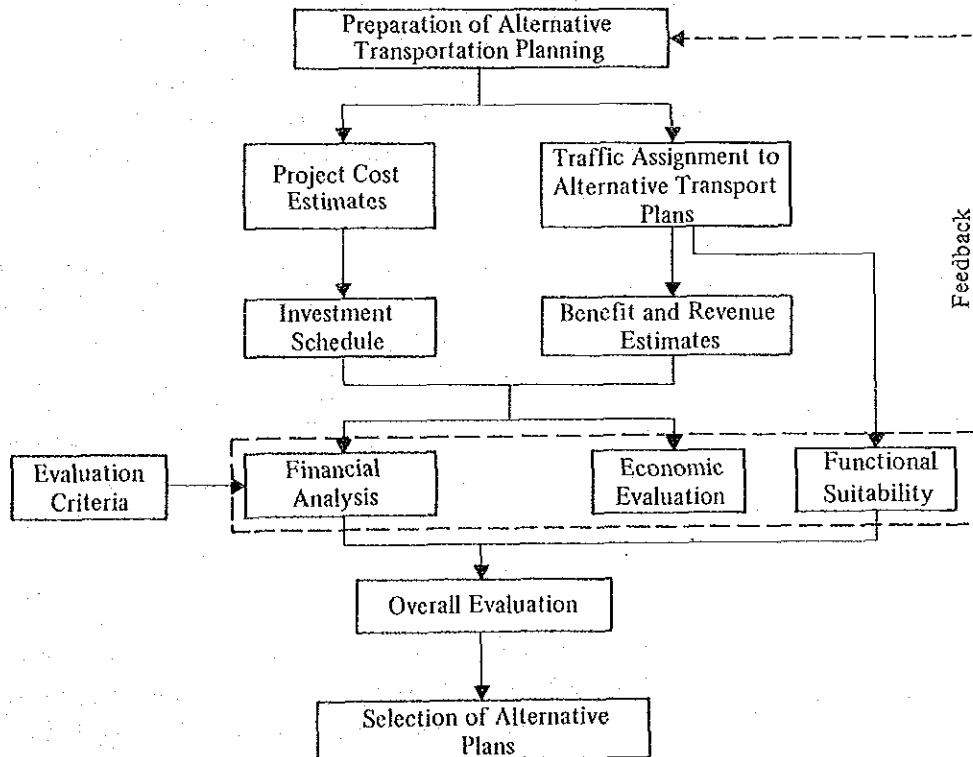 Preparation of Alternative
Transportation Planning
Project Cost
Estimates
Traffic Assignment to
Alternative Transport
Plans
Feedback
Investment
Schedule
Benefit and Revenue
Estimates
Evaluation
Criteria
Financial
Analysis
Economic
Evaluation
Functional
Suitability
Overall Evaluation
Selection of Alternative
Plans